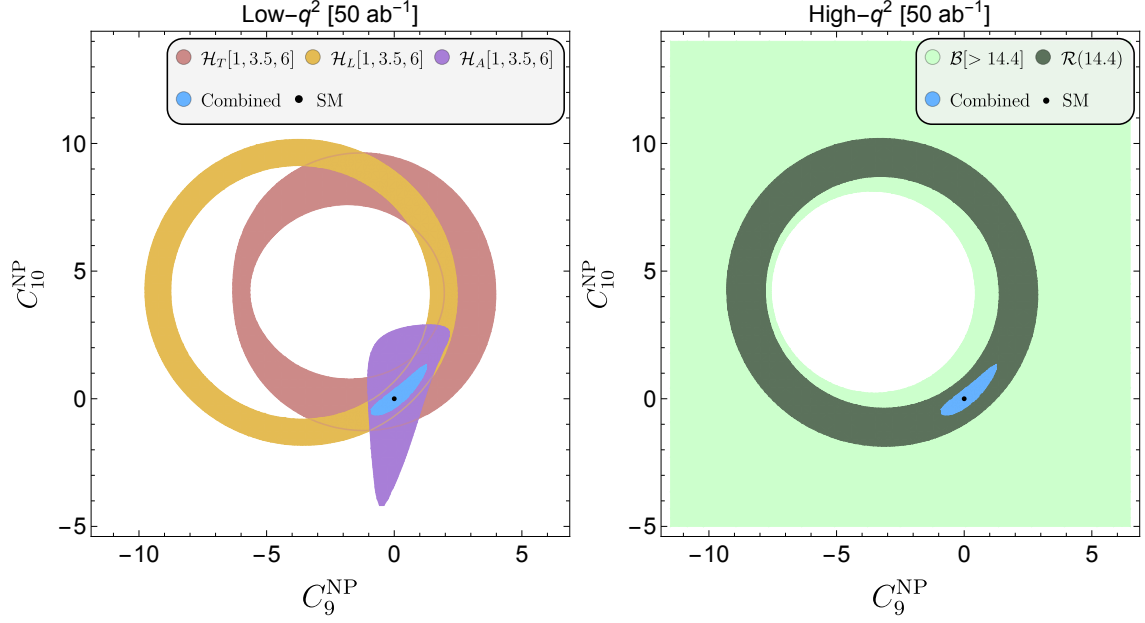 Low−q² [50 ab⁻¹]
H_T[1, 3.5, 6] H_L[1, 3.5, 6] H_A[1, 3.5, 6]
Combined SM
10
5
0
−5
C₁₀^NP
−10 −5 0 5
C₉^NP
High−q² [50 ab⁻¹]
B[> 14.4] R(14.4)
Combined SM
10
5
0
−5
C₁₀^NP
−10 −5 0 5
C₉^NP